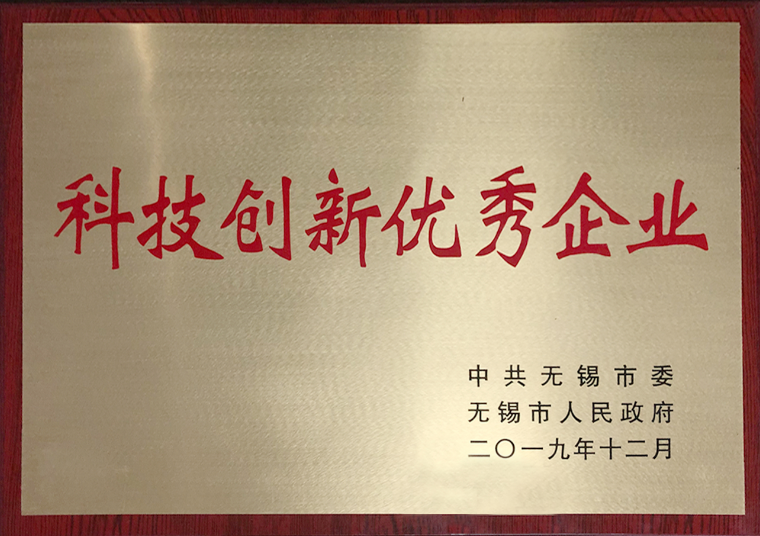 科技创新优秀企业
中共无锡市委
无锡市人民政府
二〇一九年十二月